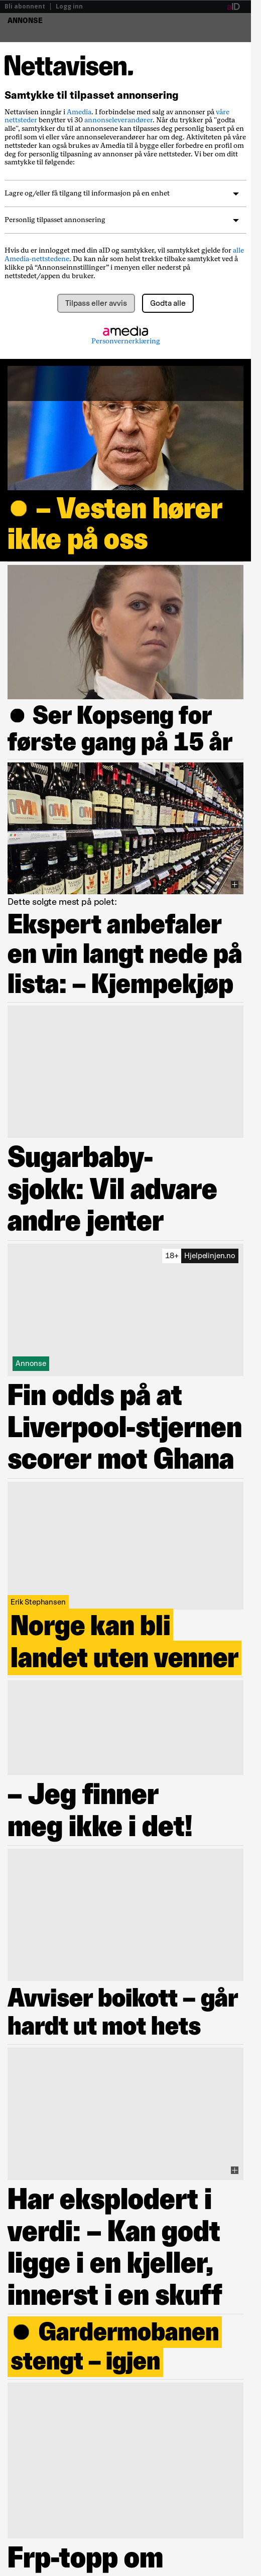 Bli abonnent | Logg inn aID
ANNONSE
Nettavisen.
Samtykke til tilpasset annonsering
Nettavisen inngår i Amedia. I forbindelse med salg av annonser på våre
nettsteder benytter vi 30 annonseleverandører. Når du trykker på "godta
alle", samtykker du til at annonsene kan tilpasses deg personlig basert på en
profil som vi eller våre annonseleverandører har om deg. Aktiviteten på våre
nettsteder kan også brukes av Amedia til å bygge eller forbedre en profil om
deg for personlig tilpasning av annonser på våre nettsteder. Vi ber om ditt
samtykke til følgende:
Lagre og/eller få tilgang til informasjon på en enhet
Personlig tilpasset annonsering
Hvis du er innlogget med din aID og samtykker, vil samtykket gjelde for alle
Amedia-nettstedene. Du kan når som helst trekke tilbake samtykket ved å
klikke på "Annonseinnstillinger" i menyen eller nederst på
nettstedet/appen du bruker.
Tilpass eller avvis Godta alle
amedia
Personvernerklæring
● – Vesten hører
ikke på oss
● Ser Kopseng for
første gang på 15 år
Dette solgte mest på polet:
Ekspert anbefaler
en vin langt nede på
lista: – Kjempekjøp
Sugarbaby-
sjokk: Vil advare
andre jenter
18+ Hjelpelinjen.no
Annonse
Fin odds på at
Liverpool-stjernen
scorer mot Ghana
Erik Stephansen
Norge kan bli
landet uten venner
– Jeg finner
meg ikke i det!
Avviser boikott – går
hardt ut mot hets
Har eksplodert i
verdi: – Kan godt
ligge i en kjeller,
innerst i en skuff
● Gardermobanen
stengt – igjen
Frp-topp om